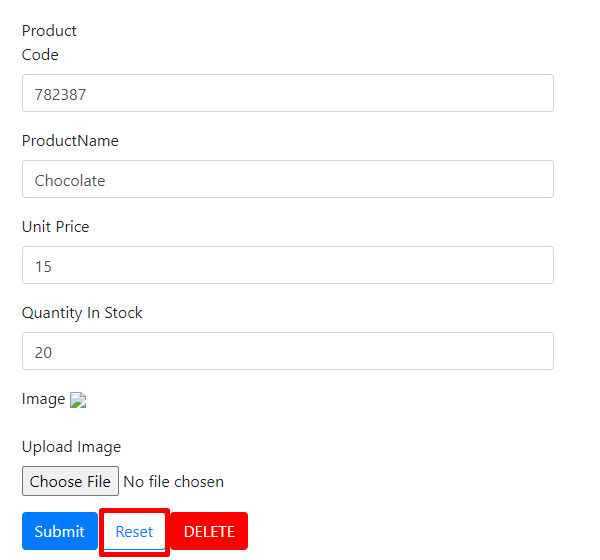 Product
Code
782387
ProductName
Chocolate
Unit Price
15
Quantity In Stock
20
Image
Upload Image
Choose File No file chosen
Submit Reset DELETE